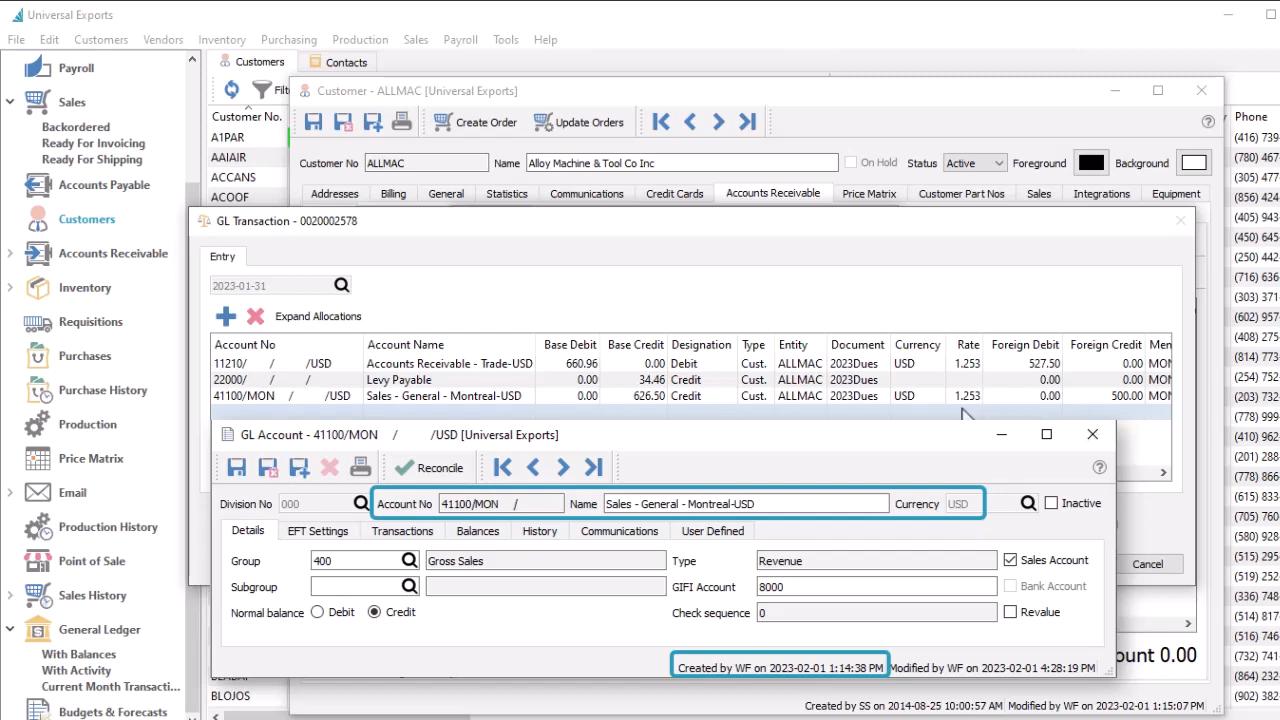 Universal Exports
File Edit Customers Vendors Inventory Purchasing Production Sales Payroll Tools Help
Payroll
Sales
Backordered
Ready For Invoicing
Ready For Shipping
Accounts Payable
Customers
Accounts Receivable
Inventory
Requisitions
Purchases
Purchase History
Production
Price Matrix
Email
Production History
Point of Sale
Sales History
General Ledger
With Balances
With Activity
Current Month Transacti...
Budgets & Forecasts
Customers Contacts
Customer No.
A1PAR
AAIAIR
ACCANS
ACOOF
BLOJOS
Customer - ALLMAC [Universal Exports]
Create Order Update Orders
Customer No ALLMAC Name Alloy Machine & Tool Co Inc On Hold Status Active Foreground Background
Addresses Billing General Statistics Communications Credit Cards Accounts Receivable Price Matrix Customer Part Nos Sales Integrations Equipment
GL Transaction - 0020002578
Entry
2023-01-31
Expand Allocations
Account No Account Name Base Debit Base Credit Designation Type Entity Document Currency Rate Foreign Debit Foreign Credit Men
11210/ / /USD Accounts Receivable - Trade-USD 660.96 0.00 Debit Cust. ALLMAC 2023Dues USD 1.253 527.50 0.00 MON
22000/ / / Levy Payable 0.00 34.46 Credit Cust. ALLMAC 2023Dues 0.00 0.00
41100/MON / /USD Sales - General - Montreal-USD 0.00 626.50 Credit Cust. ALLMAC 2023Dues USD 1.253 0.00 500.00 MON
GL Account - 41100/MON / /USD [Universal Exports]
Reconcile
Division No 000 Account No 41100/MON / Name Sales - General - Montreal-USD Currency USD Inactive
Details EFT Settings Transactions Balances History Communications User Defined
Group 400 Gross Sales Type Revenue Sales Account
Subgroup GIFI Account 8000 Bank Account
Normal balance Debit Credit Check sequence 0 Revalue
Created by WF on 2023-02-01 1:14:38 PM Modified by WF on 2023-02-01 4:28:19 PM
Cancel
ount 0.00
Created by SS on 2014-08-25 10:00:57 AM Modified by WF on 2023-02-01 1:15:07 PM
Phone
(416) 739-
(780) 467
(305) 477
(856) 424
(405) 943
(450) 645
(250) 442
(716) 636
(303) 371
(602) 957
(408) 275
(814) 773
(254) 752
(778) 999
(410) 962
(201) 288
(615) 833
(705) 760
(580) 928
(515) 295
(519) 252
(336) 748
(514) 817
(516) 746
(732) 741
(864) 232
(902) 382